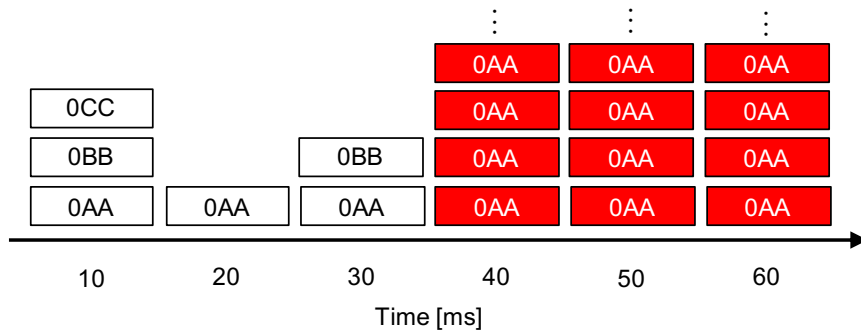 ⋮ ⋮ ⋮
0AA 0AA 0AA
0CC 0AA 0AA 0AA
0BB 0BB 0AA 0AA 0AA
0AA 0AA 0AA 0AA 0AA 0AA
10 20 30 40 50 60
Time [ms]